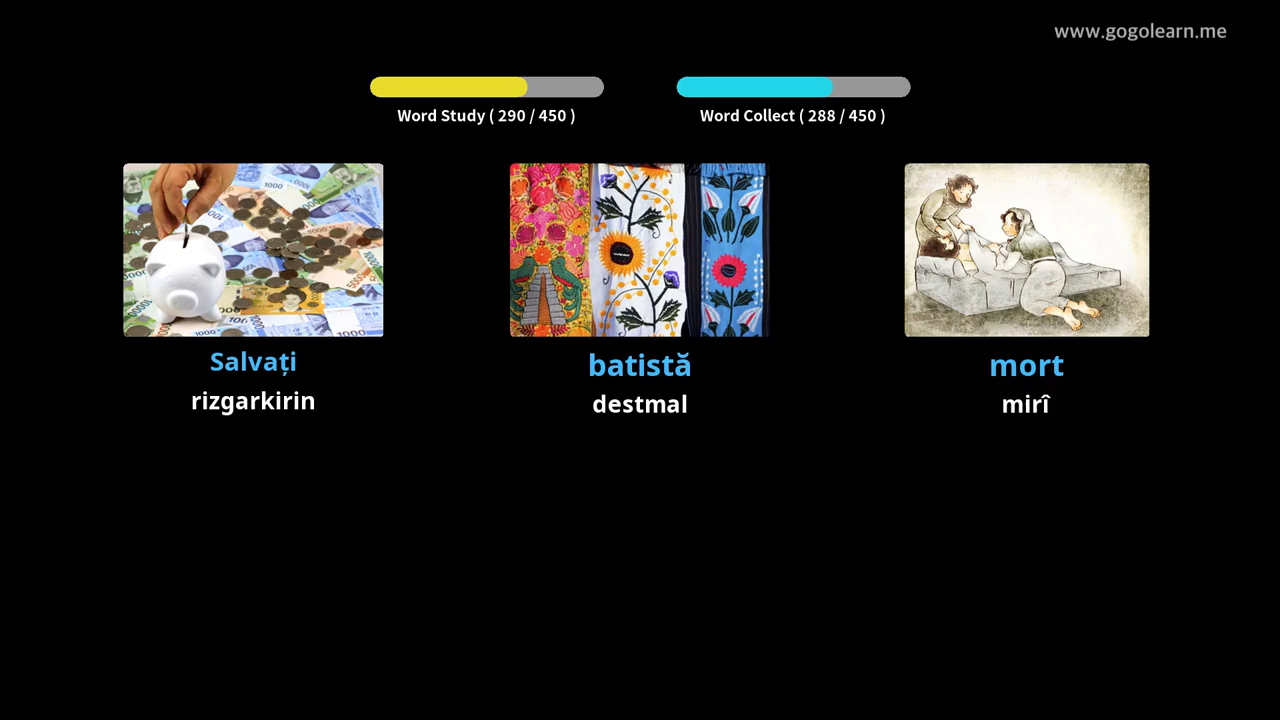 www.gogolearn.me
Word Study ( 290 / 450 )
Word Collect ( 288 / 450 )
Salvați
rizgarkirin
batistă
destmal
mort
mirî